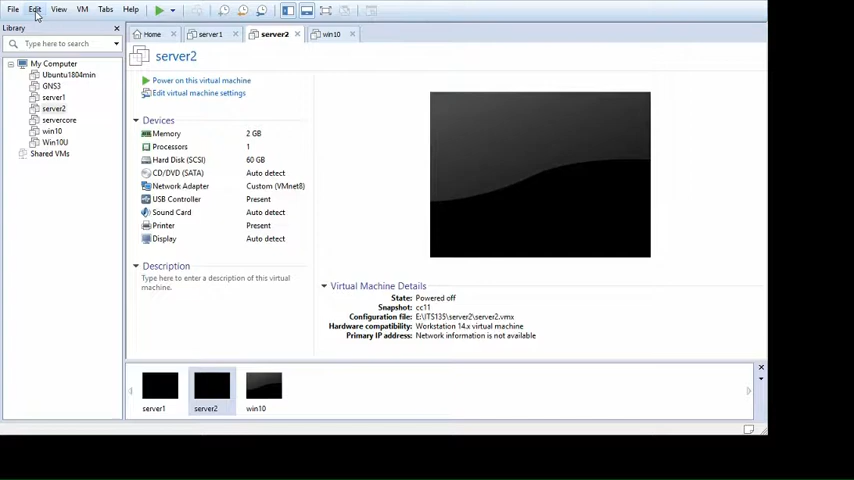 File Edit View VM Tabs Help
Library
Type here to search
My Computer
Ubuntu1804min
GNS3
server1
server2
servercore
win10
Win10U
Shared VMs
Home server1 server2 win10
server2
Power on this virtual machine
Edit virtual machine settings
Devices
Memory 2 GB
Processors 1
Hard Disk (SCSI) 60 GB
CD/DVD (SATA) Auto detect
Network Adapter Custom (VMnet8)
USB Controller Present
Sound Card Auto detect
Printer Present
Display Auto detect
Description
Type here to enter a description of this virtual
machine.
Virtual Machine Details
State: Powered off
Snapshot: cc11
Configuration file: E:\ITS135\server2\server2.vmx
Hardware compatibility: Workstation 14.x virtual machine
Primary IP address: Network information is not available
server1 server2 win10